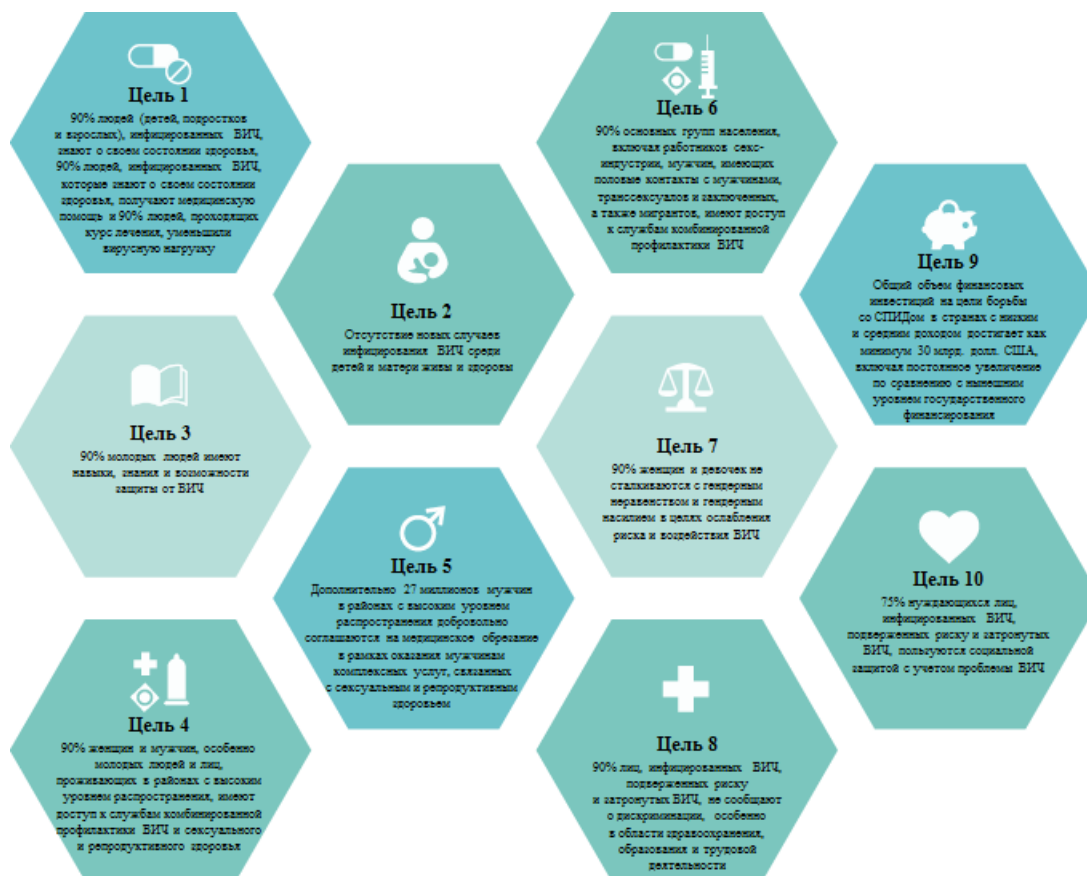 Цель 1
90% людей (детей, подростков
и взрослых), инфицированных ВИЧ,
знают о своем состоянии здоровья,
90% людей, инфицированных ВИЧ,
которые знают о своем состоянии
здоровья, получают медицинскую
помощь и 90% людей, проходящих
курс лечения, уменьшили
вирусную нагрузку
Цель 2
Отсутствие новых случаев
инфицирования ВИЧ среди
детей и матери живы и здоровы
Цель 3
90% молодых людей имеют
навыки, знания и возможности
защиты от ВИЧ
Цель 4
90% женщин и мужчин, особенно
молодых людей и лиц,
проживающих в районах с высоким
уровнем распространения, имеют
доступ к службам комбинированной
профилактики ВИЧ и сексуального
и репродуктивного здоровья
Цель 5
Дополнительно 27 миллионов мужчин
в районах с высоким уровнем
распространения добровольно
соглашаются на медицинское обрезание
в рамках оказания мужчинам
комплексных услуг, связанных
с сексуальным и репродуктивным
здоровьем
Цель 6
90% основных групп населения,
включая работников секс-
индустрии, мужчин, имеющих
половые контакты с мужчинами,
транссексуалов и заключенных,
а также мигрантов, имеют доступ
к службам комбинированной
профилактики ВИЧ
Цель 7
90% женщин и девочек не
сталкиваются с гендерным
неравенством и гендерным
насилием в целях ослабления
риска и воздействия ВИЧ
Цель 8
90% лиц, инфицированных ВИЧ,
подверженных риску
и затронутых ВИЧ, не сообщают
о дискриминации, особенно
в области здравоохранения,
образования и трудовой
деятельности
Цель 9
Общий объем финансовых
инвестиций на цели борьбы
со СПИДом в странах с низким
и средним доходом достигает как
минимум 30 млрд. долл. США,
включая постоянное увеличение
по сравнению с нынешним
уровнем государственного
финансирования
Цель 10
75% нуждающихся лиц,
инфицированных ВИЧ,
подверженных риску и затронутых
ВИЧ, пользуются социальной
защитой с учетом проблемы ВИЧ